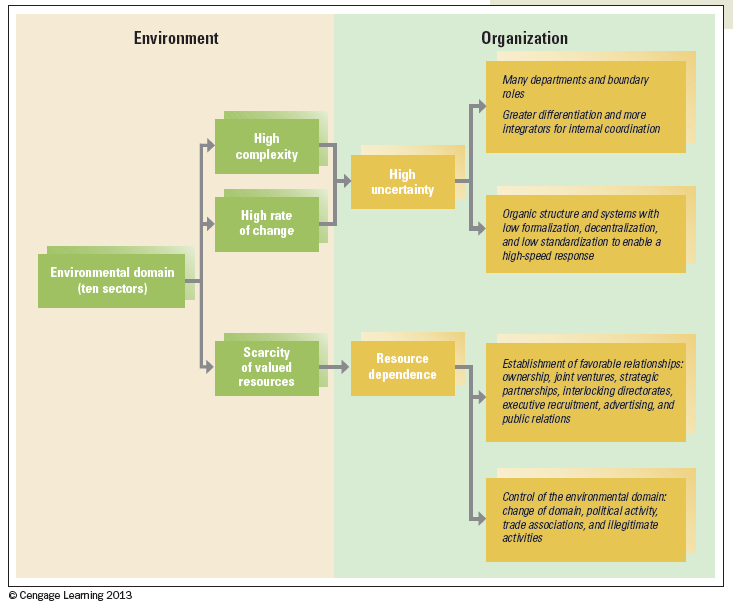 Environment
Organization
Many departments and boundary
roles
Greater differentiation and more
integrators for internal coordination
High
complexity
High
uncertainty
High rate
of change
Organic structure and systems with
low formalization, decentralization,
and low standardization to enable a
high-speed response
Environmental domain
(ten sectors)
Scarcity
of valued
resources
Resource
dependence
Establishment of favorable relationships:
ownership, joint ventures, strategic
partnerships, interlocking directorates,
executive recruitment, advertising, and
public relations
Control of the environmental domain:
change of domain, political activity,
trade associations, and illegitimate
activities
© Cengage Learning 2013